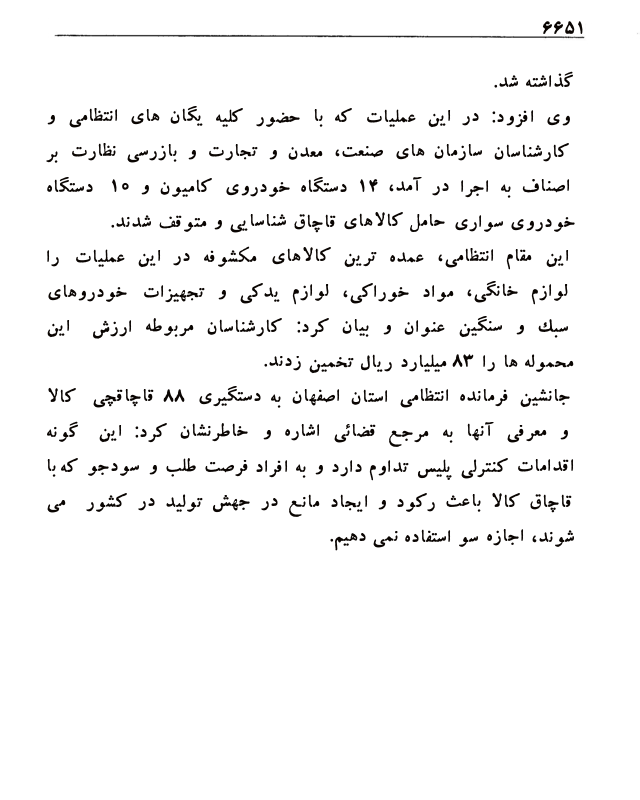 ۶۶۵۱
گذاشته شد.
وی افزود: در این عملیات که با حضور کلیه یگان های انتظامی و
کارشناسان سازمان های صنعت، معدن و تجارت و بازرسی نظارت بر
اصناف به اجرا در آمد، ۱۴ دستگاه خودروی کامیون و ۱۰ دستگاه
خودروی سواری حامل کالاهای قاچاق شناسایی و متوقف شدند.
این مقام انتظامی، عمده ترین کالاهای مکشوفه در این عملیات را
لوازم خانگی، مواد خوراکی، لوازم یدکی و تجهیزات خودروهای
سبك و سنگین عنوان و بیان کرد: کارشناسان مربوطه ارزش این
محموله ها را ۸۳ میلیارد ریال تخمین زدند.
جانشین فرمانده انتظامی استان اصفهان به دستگیری ۸۸ قاچاقچی کالا
و معرفی آنها به مرجع قضائی اشاره و خاطرنشان کرد: این گونه
اقدامات کنترلی پلیس تداوم دارد و به افراد فرصت طلب و سودجو که با
قاچاق کالا باعث رکود و ایجاد مانع در جهش تولید در کشور می
شوند، اجازه سو استفاده نمی دهیم.